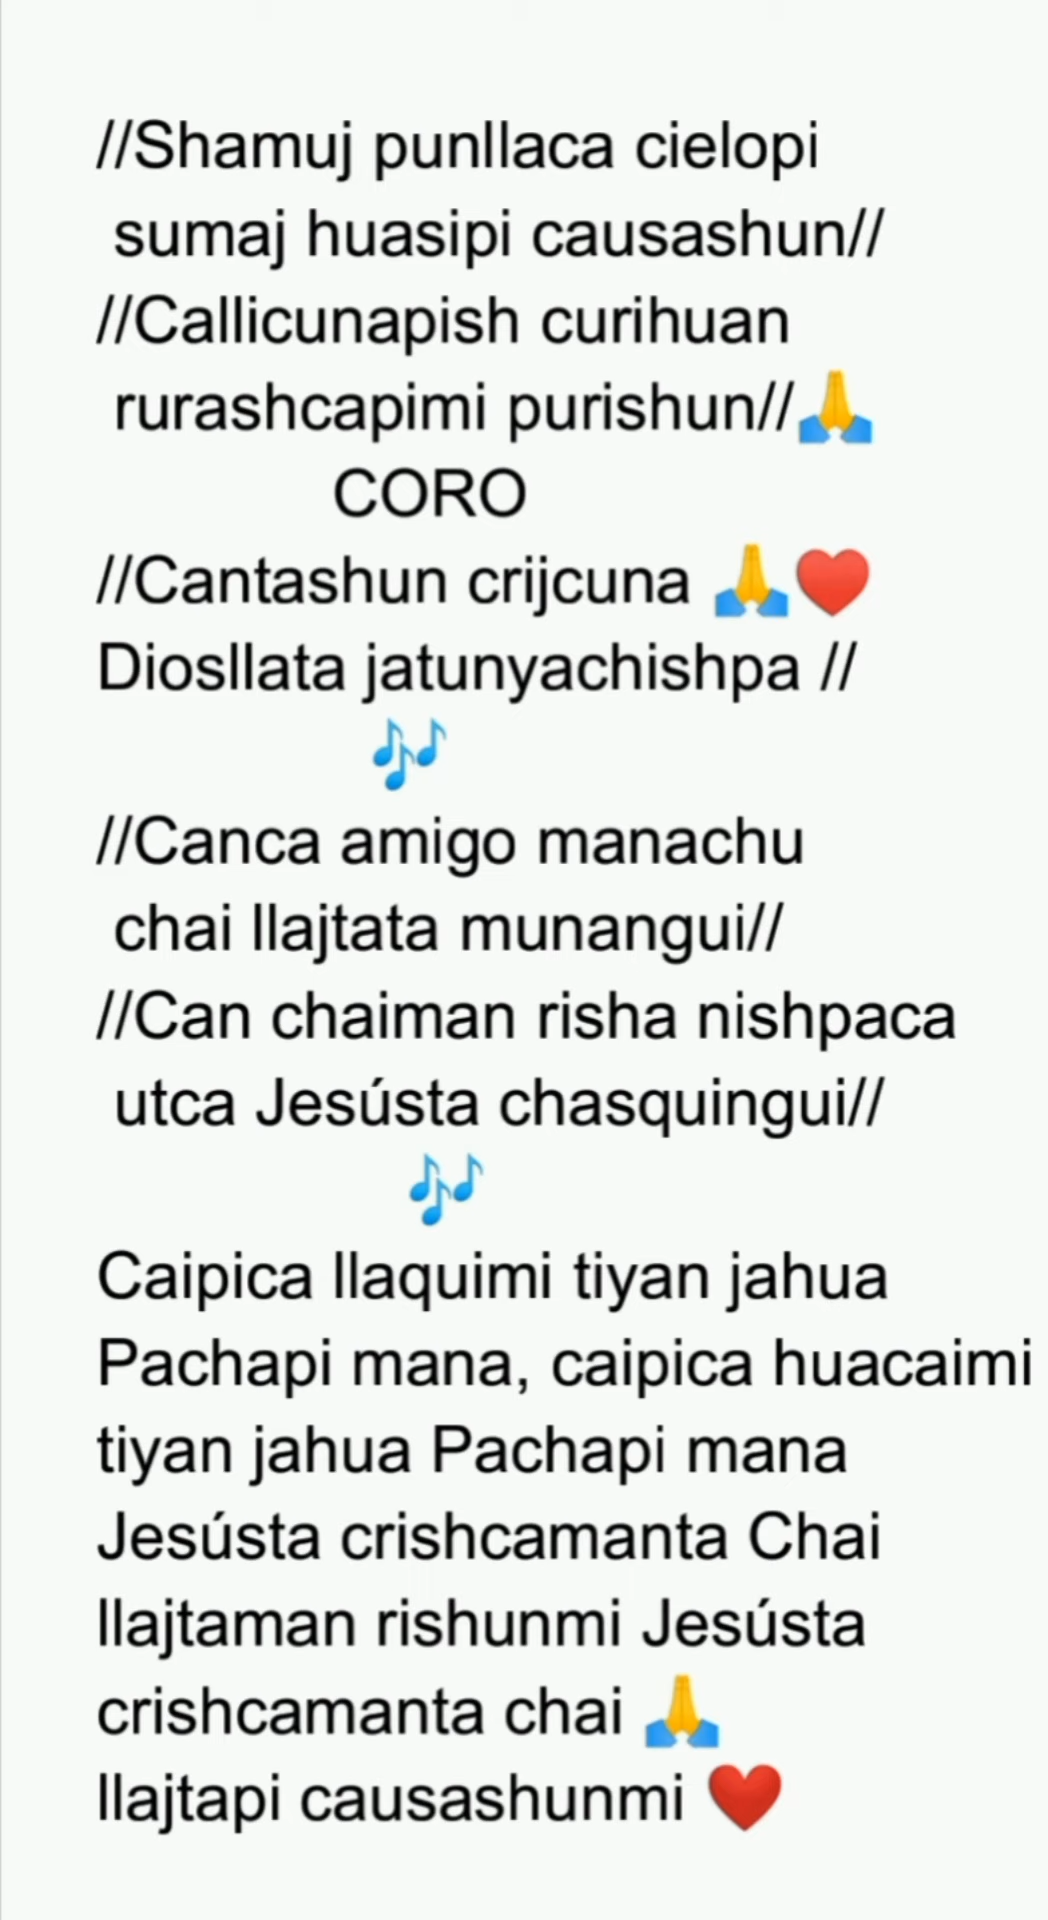 //Shamuj punllaca cielopi
sumaj huasipi causashun//
//Callicunapish curihuan
rurashcapimi purishun//🙏
CORO
//Cantashun crijcuna 🙏♥️
Diosllata jatunyachishpa //
🎶
//Canca amigo manachu
chai llajtata munangui//
//Can chaiman risha nishpaca
utca Jesústa chasquingui//
🎶
Caipica llaquimi tiyan jahua
Pachapi mana, caipica huacaimi
tiyan jahua Pachapi mana
Jesústa crishcamanta Chai
llajtaman rishunmi Jesústa
crishcamanta chai 🙏
llajtapi causashunmi ❤️